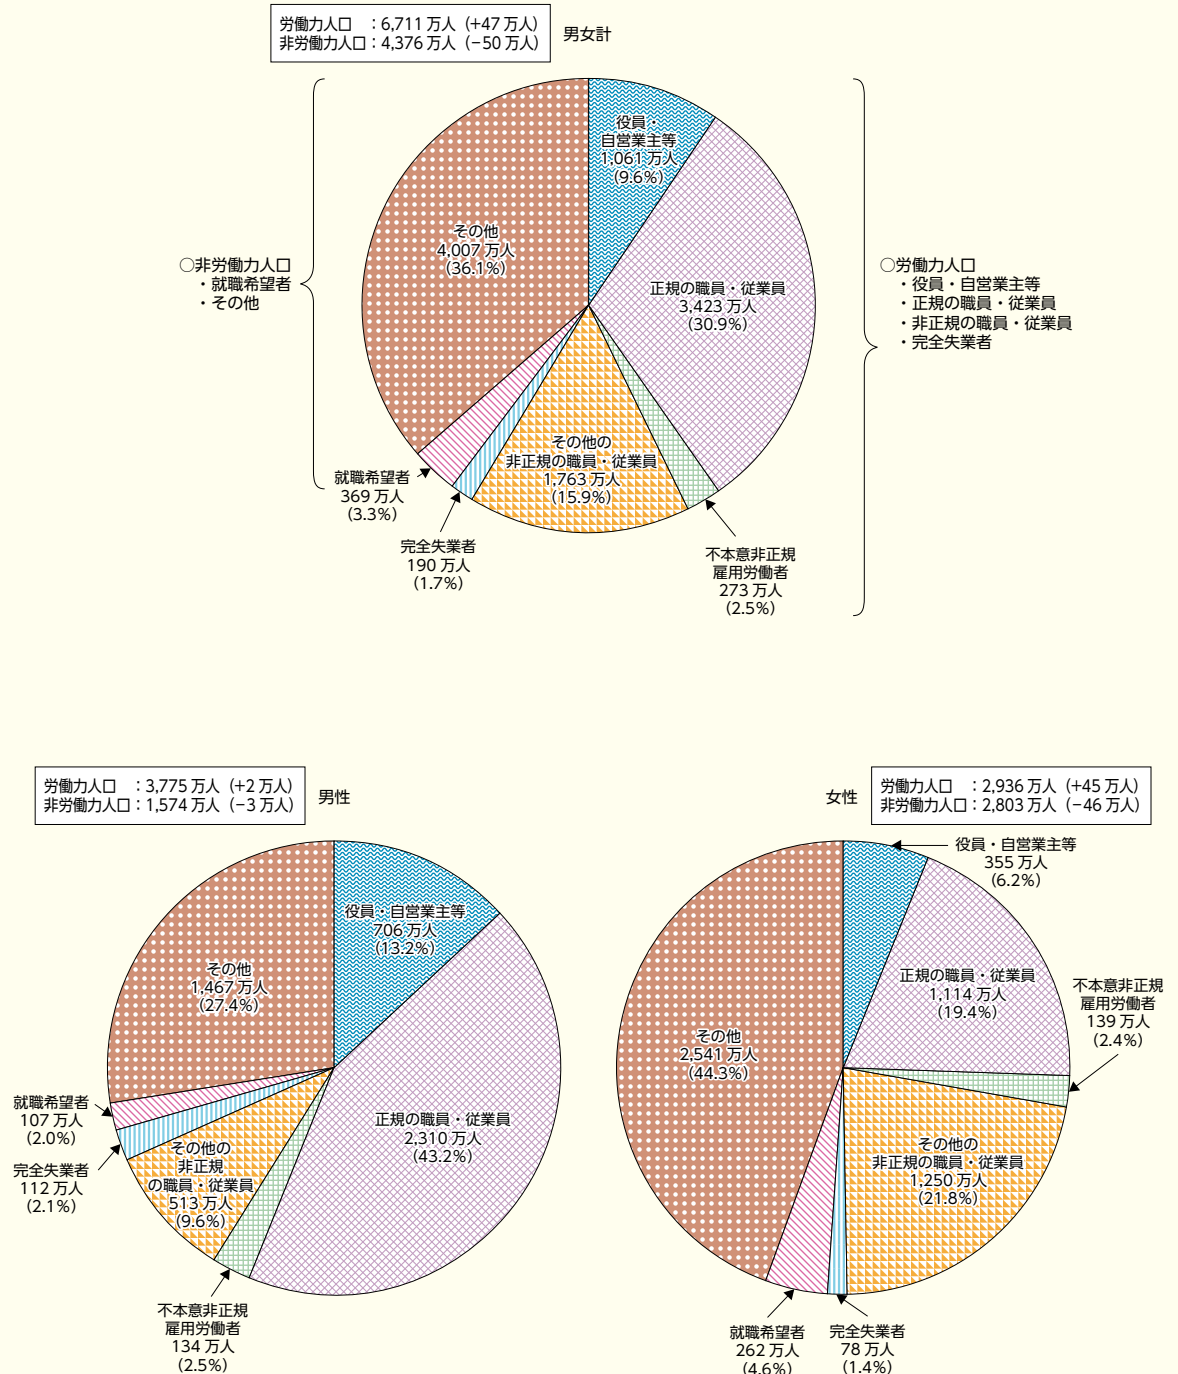 労働力人口　：6,711 万人（+47 万人）
非労働力人口：4,376 万人（−50 万人）
男女計
役員・
自営業主等
1,061 万人
(9.6%)
正規の職員・従業員
3,423 万人
(30.9%)
その他
4,007 万人
(36.1%)
○非労働力人口
・就職希望者
・その他
○労働力人口
・役員・自営業主等
・正規の職員・従業員
・非正規の職員・従業員
・完全失業者
その他の
非正規の職員・従業員
1,763 万人
(15.9%)
就職希望者
369 万人
(3.3%)
完全失業者
190 万人
(1.7%)
不本意非正規
雇用労働者
273 万人
(2.5%)
労働力人口　：3,775 万人（+2 万人）
非労働力人口：1,574 万人（−3 万人）
男性
役員・自営業主等
706 万人
(13.2%)
その他
1,467 万人
(27.4%)
正規の職員・従業員
2,310 万人
(43.2%)
就職希望者
107 万人
(2.0%)
完全失業者
112 万人
(2.1%)
その他の
非正規
の職員・従業員
513 万人
(9.6%)
不本意非正規
雇用労働者
134 万人
(2.5%)
女性
労働力人口　：2,936 万人（+45 万人）
非労働力人口：2,803 万人（−46 万人）
役員・自営業主等
355 万人
(6.2%)
正規の職員・従業員
1,114 万人
(19.4%)
不本意非正規
雇用労働者
139 万人
(2.4%)
その他
2,541 万人
(44.3%)
その他の
非正規の職員・従業員
1,250 万人
(21.8%)
就職希望者
262 万人
(4.6%)
完全失業者
78 万人
(1.4%)